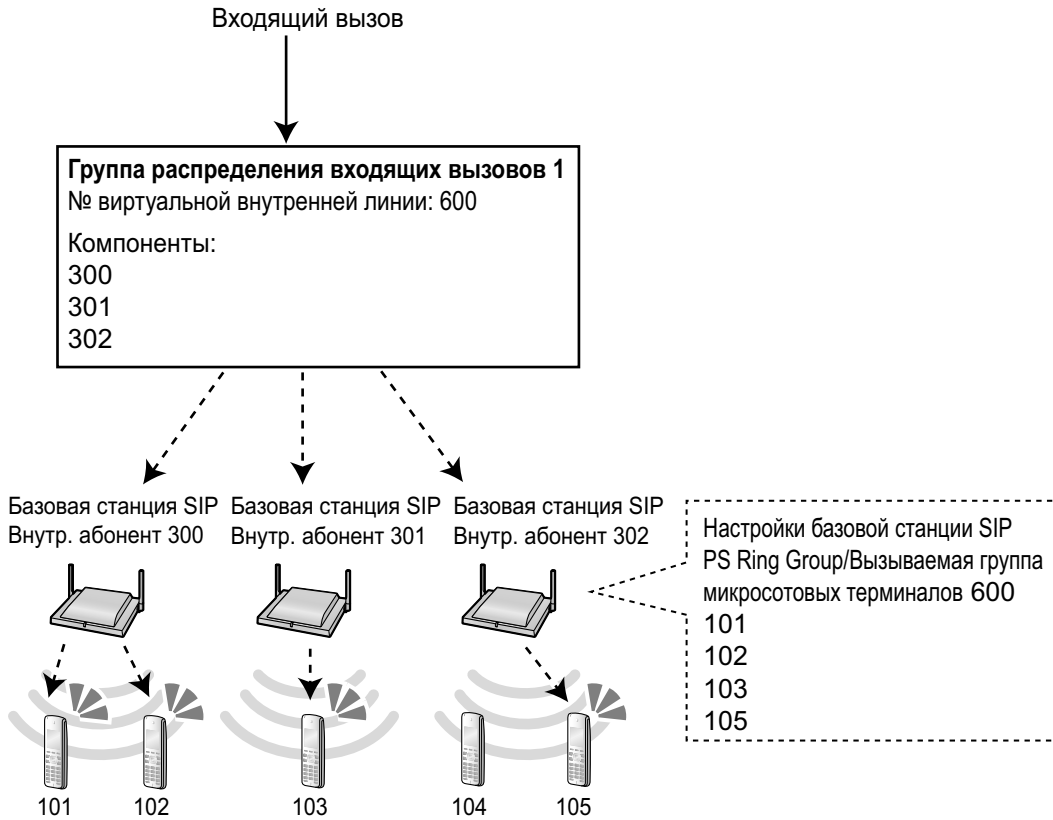 Входящий вызов
Группа распределения входящих вызовов 1
№ виртуальной внутренней линии: 600
Компоненты:
300
301
302
Базовая станция SIP
Внутр. абонент 300
Базовая станция SIP
Внутр. абонент 301
Базовая станция SIP
Внутр. абонент 302
Настройки базовой станции SIP
PS Ring Group/Вызываемая группа
микросотовых терминалов 600
101
102
103
105
101
102
103
104
105